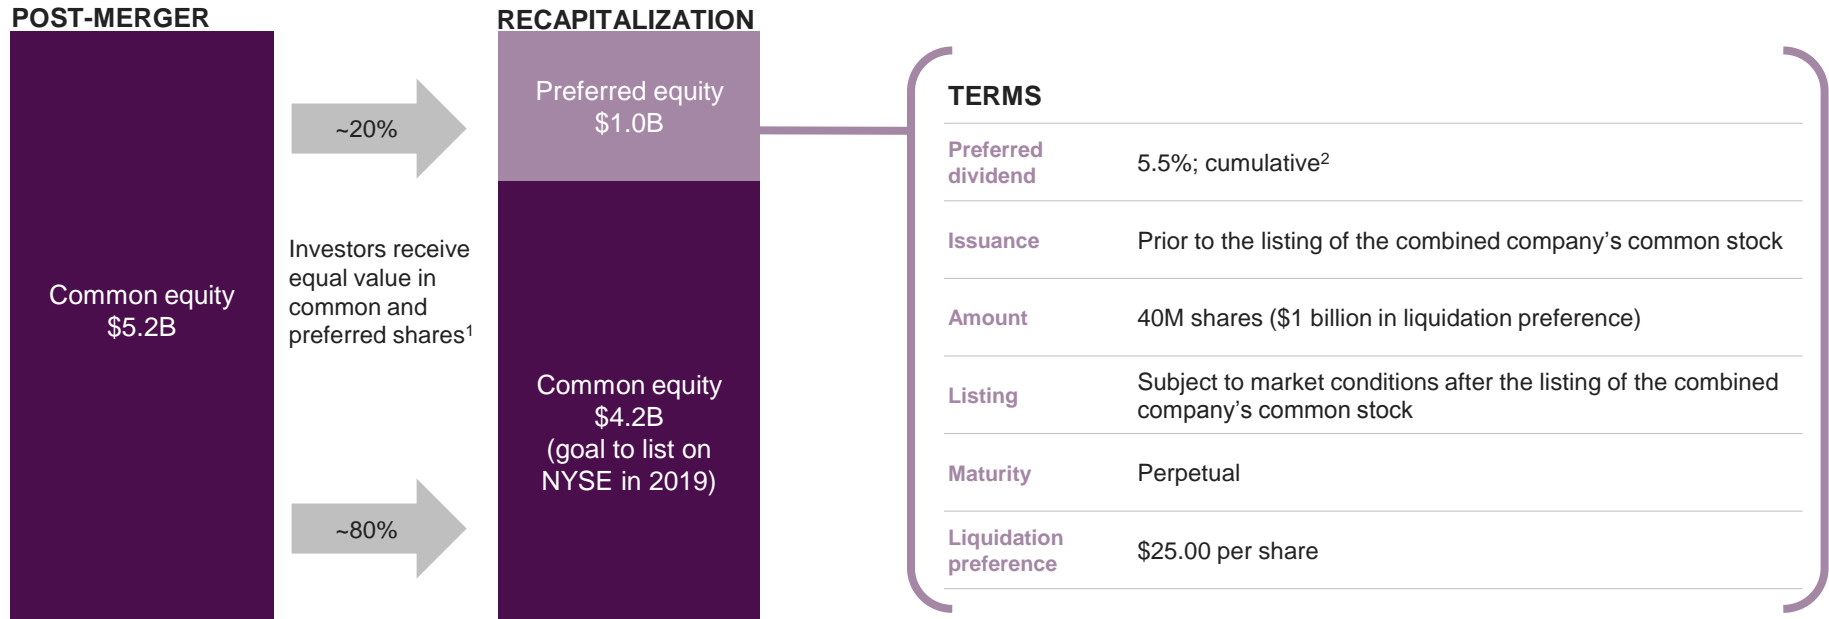 POST-MERGER
Common equity
$5.2B
~20%
Investors receive
equal value in
common and
preferred shares¹
~80%
RECAPITALIZATION
Preferred equity
$1.0B
Common equity
$4.2B
(goal to list on
NYSE in 2019)
TERMS
Preferred
dividend
5.5%; cumulative²
Issuance
Prior to the listing of the combined company’s common stock
Amount
40M shares ($1 billion in liquidation preference)
Listing
Subject to market conditions after the listing of the combined
company’s common stock
Maturity
Perpetual
Liquidation
preference
$25.00 per share